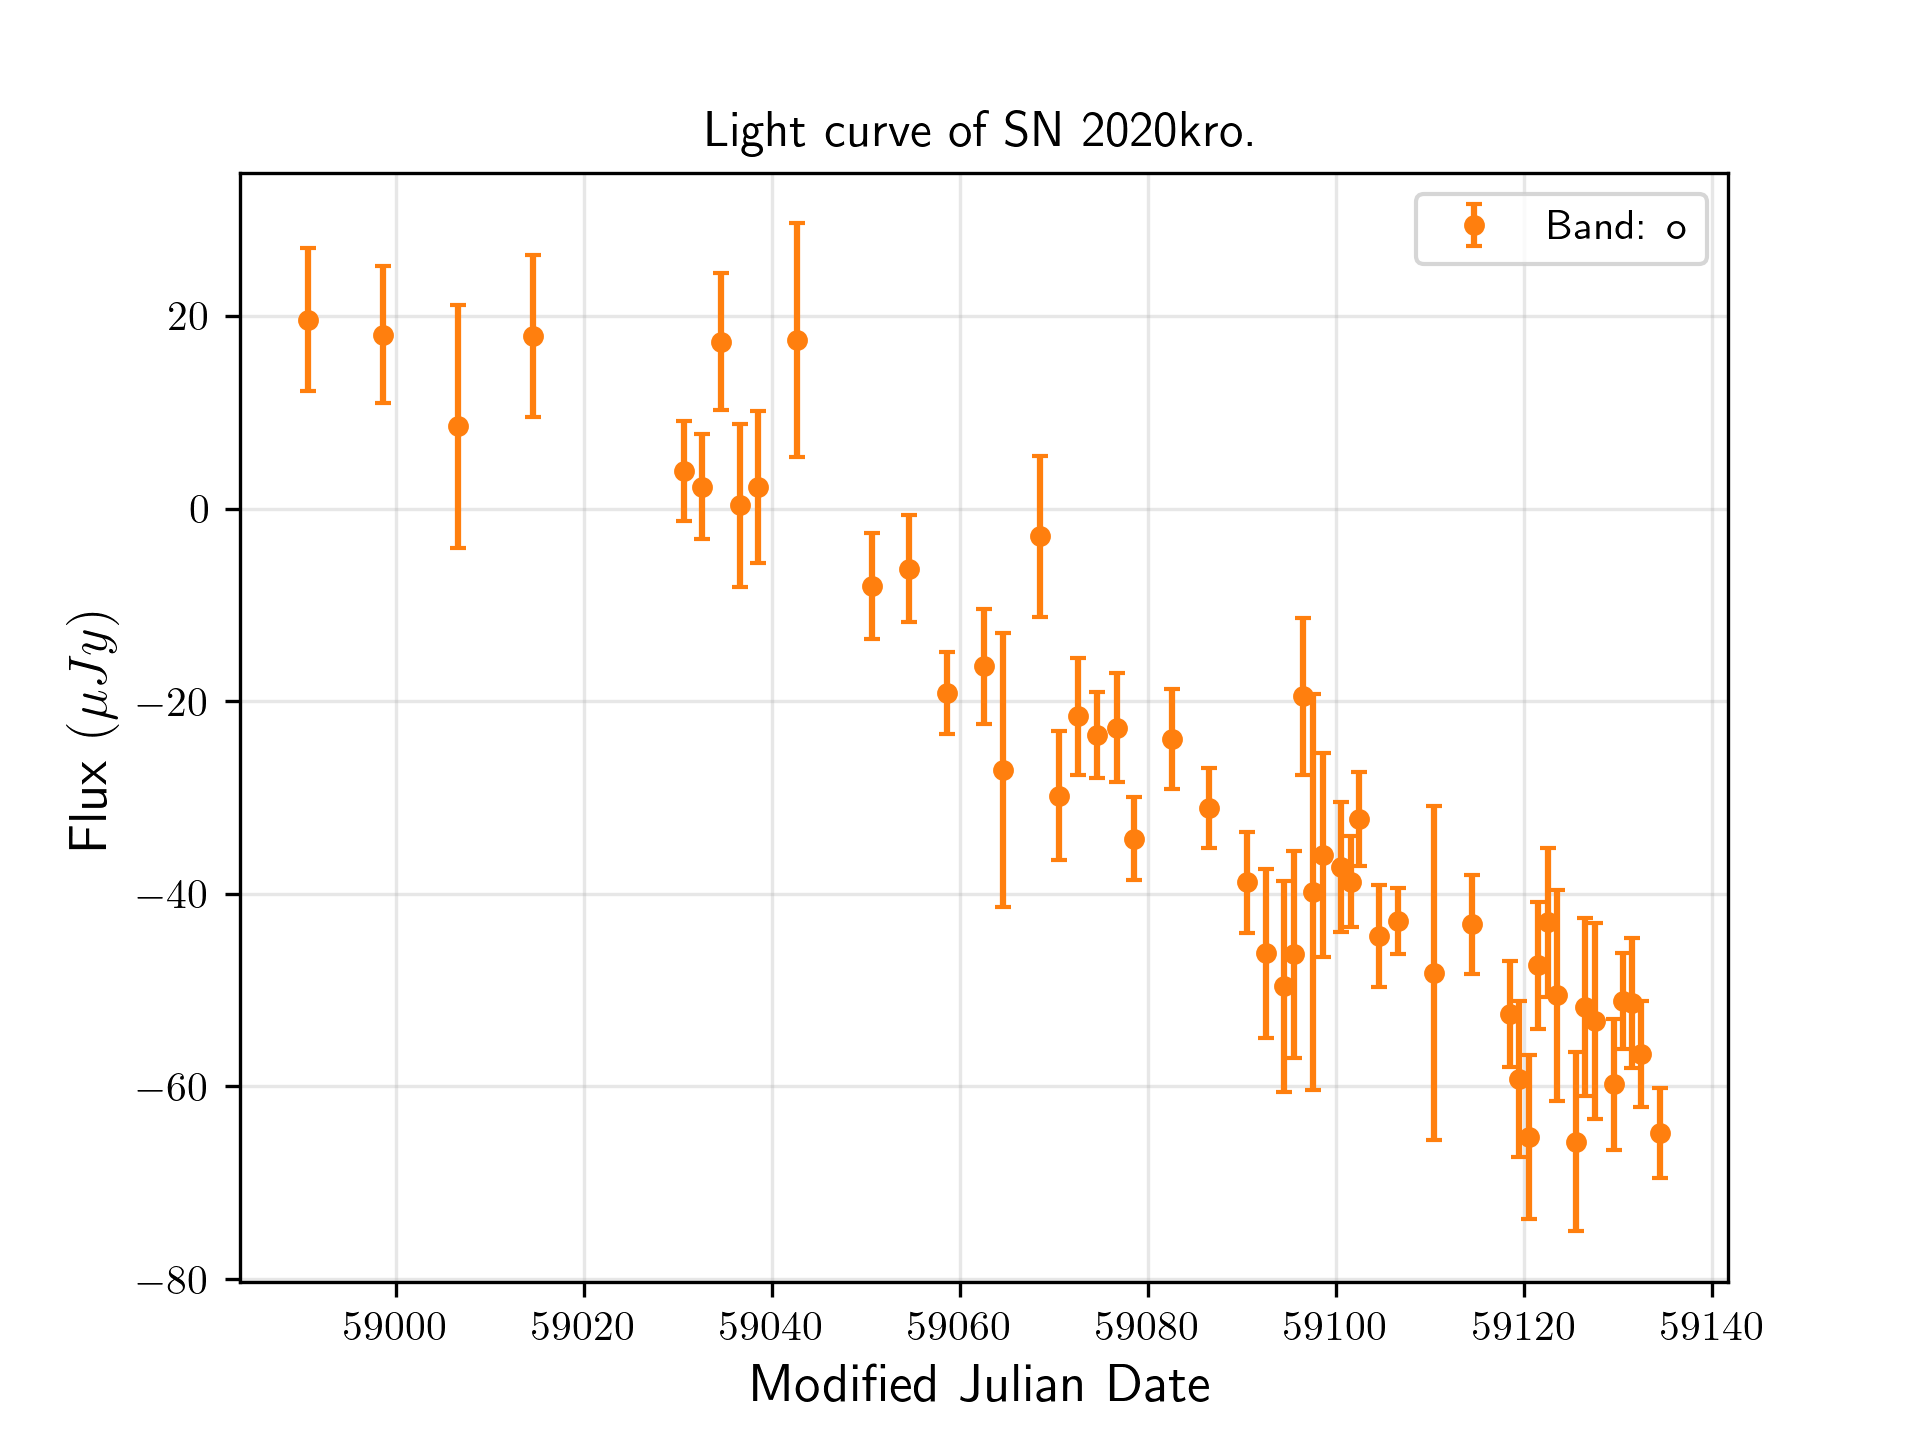 Light curve of SN 2020kro.
Band: o
20
0
−20
−40
−60
−80
Flux (μJy)
59000 59020 59040 59060 59080 59100 59120 59140
Modified Julian Date